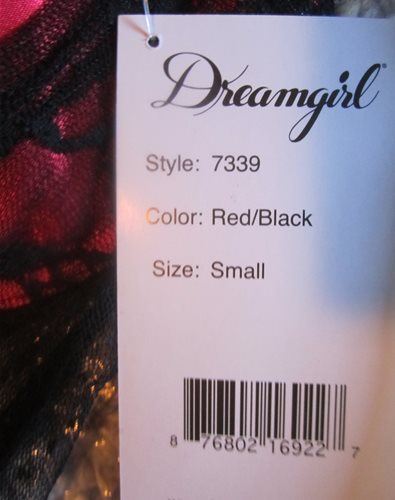 Dreamgirl®
Style: 7339
Color: Red/Black
Size: Small
8 76802 16922 7